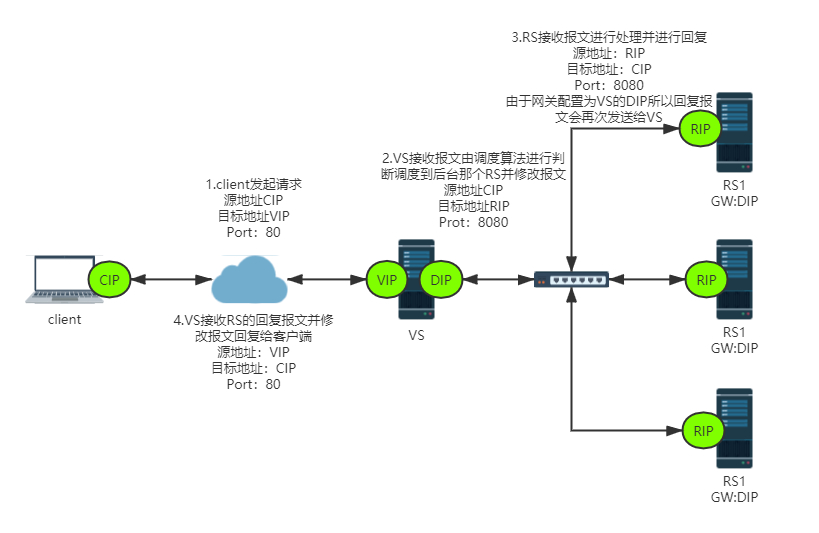 3.RS接收报文进行处理并进行回复
源地址：RIP
目标地址：CIP
Port：8080
由于网关配置为VS的DIP所以回复报
文会再次发送给VS
RIP
RS1
GW:DIP
2.VS接收报文由调度算法进行判
断调度到后台那个RS并修改报文
源地址CIP
目标地址RIP
Prot：8080
1.client发起请求
源地址CIP
目标地址VIP
Port：80
CIP
client
VIP
DIP
VS
RIP
RS1
GW:DIP
4.VS接收RS的回复报文并修
改报文回复给客户端
源地址：VIP
目标地址：CIP
Port：80
RIP
RS1
GW:DIP